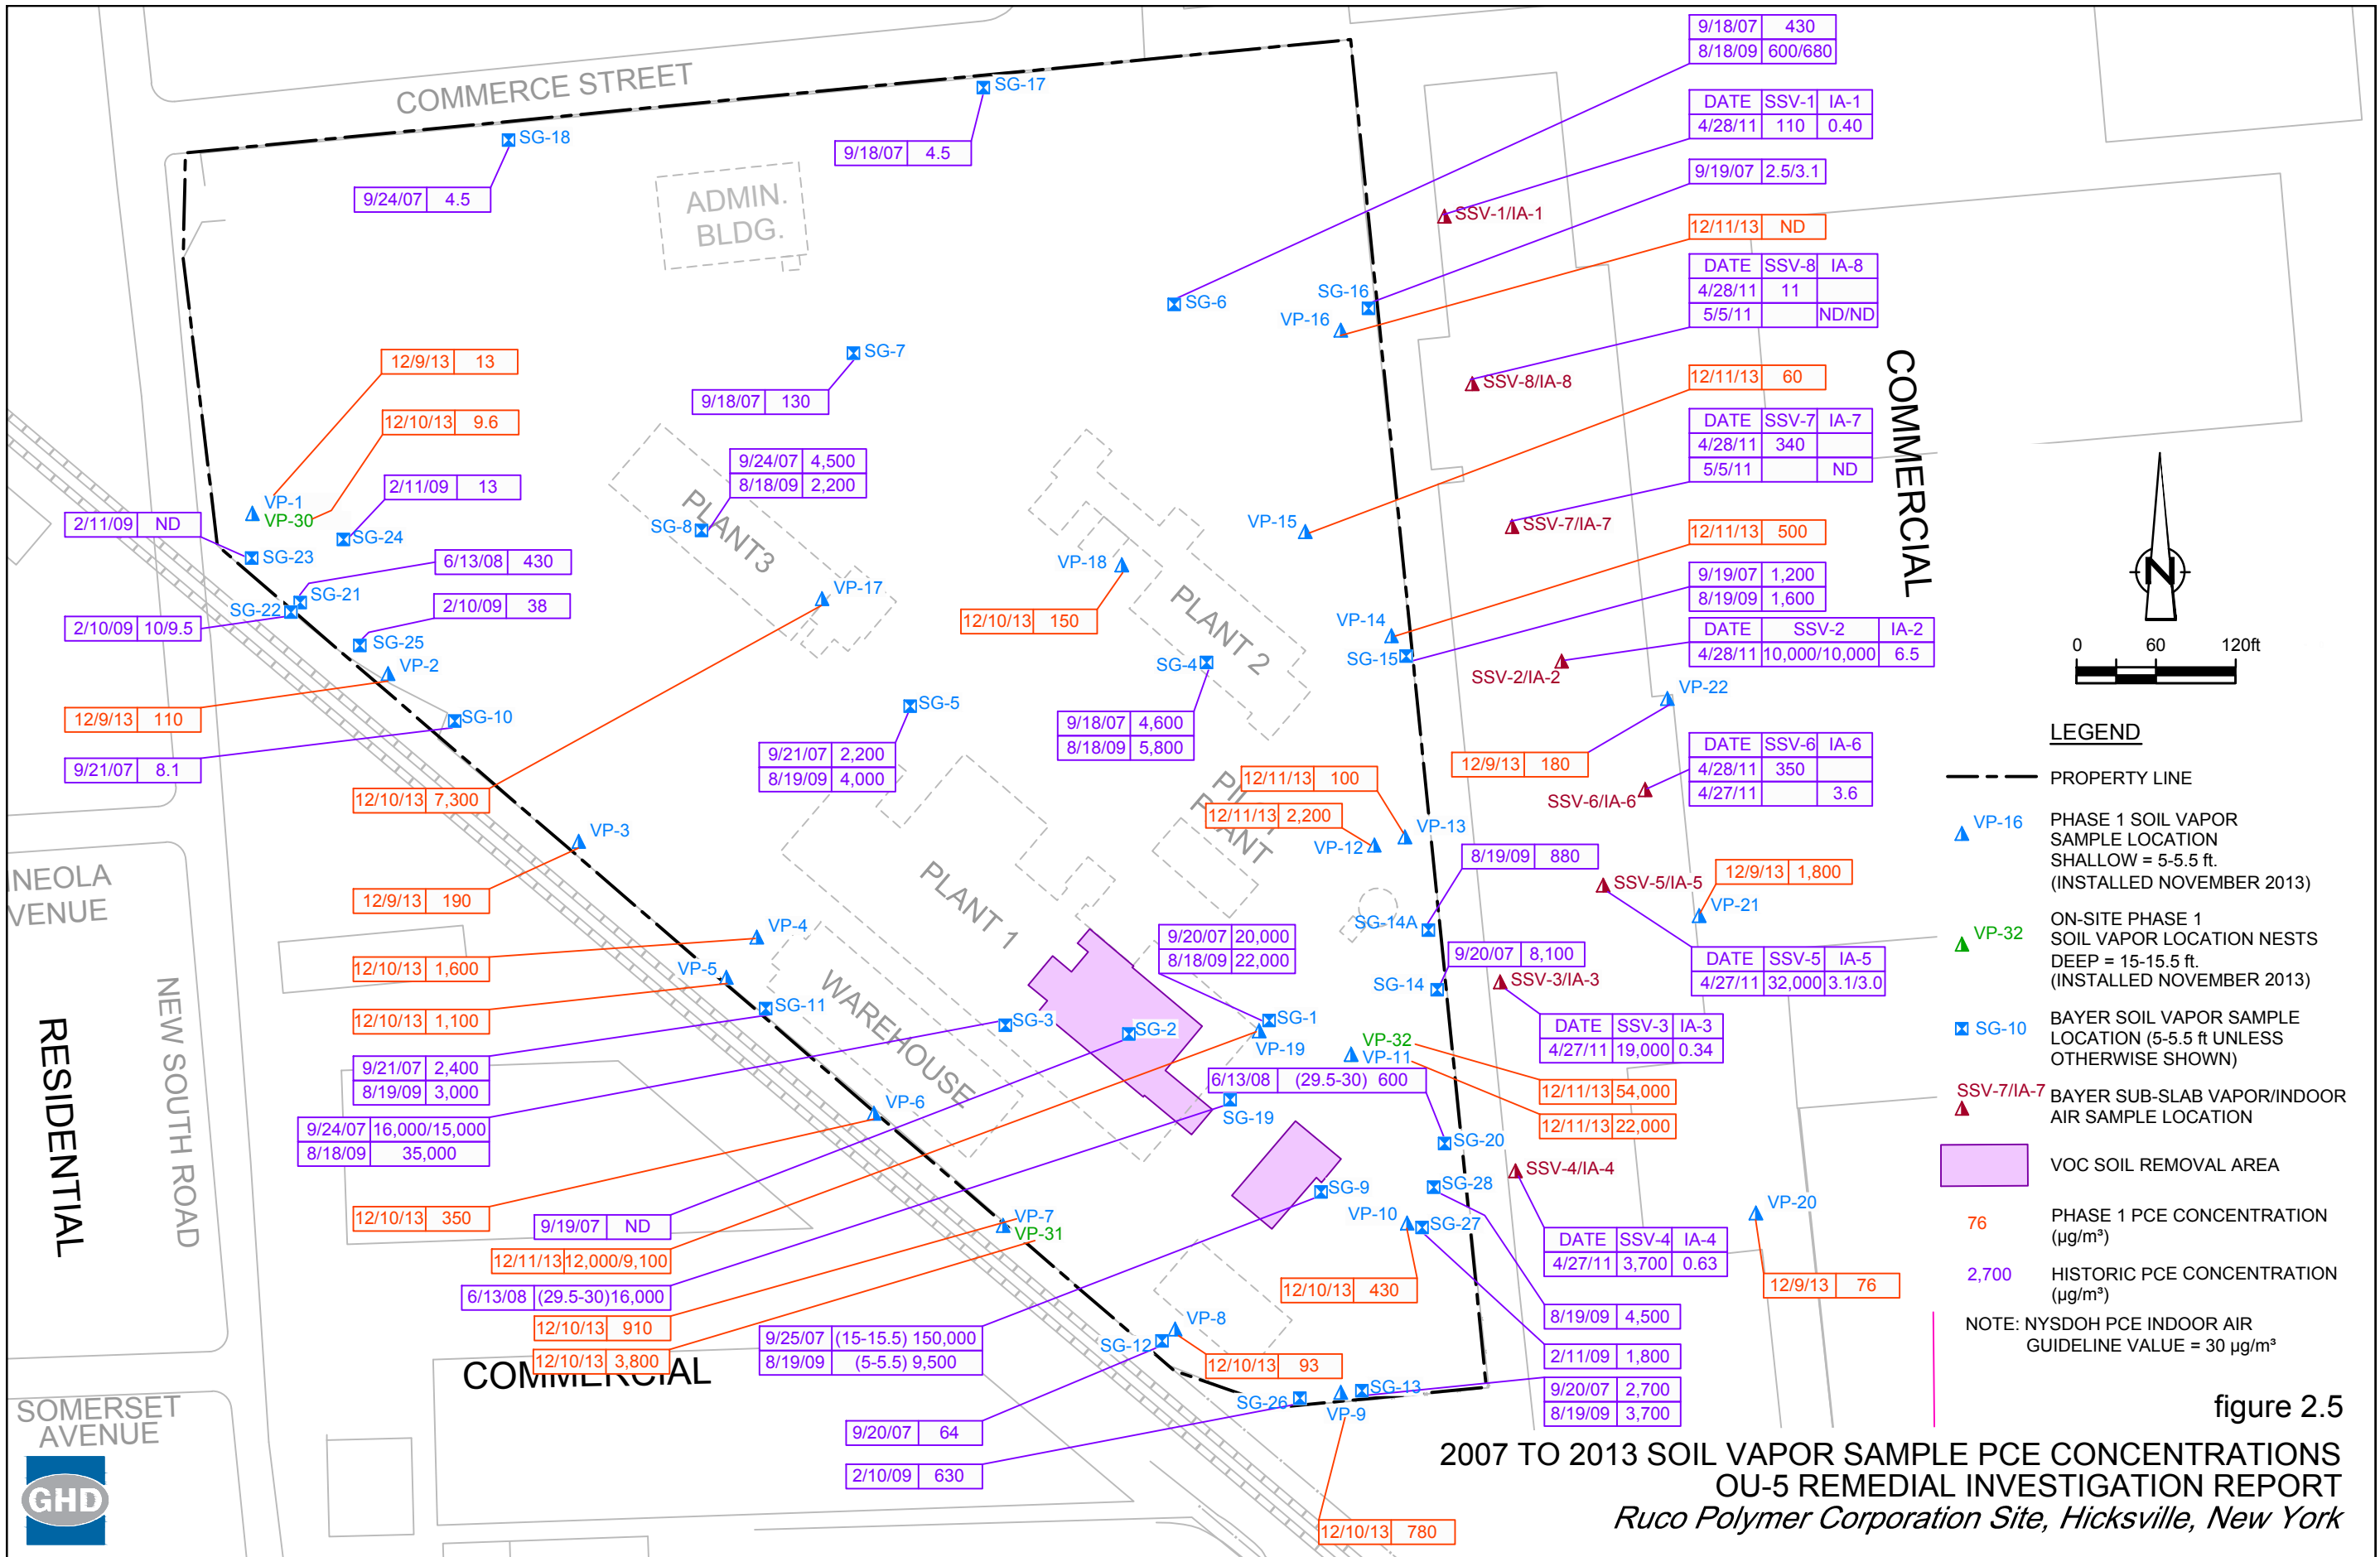 COMMERCE STREET
SG-17
SG-18
9/18/07 4.5
9/24/07 4.5
ADMIN.
BLDG.
9/18/07 430
8/18/09 600/680
DATE SSV-1 IA-1
4/28/11 110 0.40
9/19/07 2.5/3.1
SSV-1/IA-1
12/11/13 ND
SG-6
SG-16
VP-16
DATE SSV-8 IA-8
4/28/11 11
5/5/11 ND/ND
SG-7
9/18/07 130
SSV-8/IA-8
12/11/13 60
COMMERCIAL
12/9/13 13
12/10/13 9.6
2/11/09 13
VP-1
VP-30
2/11/09 ND
SG-23
SG-24
9/24/07 4,500
8/18/09 2,200
SG-8
PLANT3
DATE SSV-7 IA-7
4/28/11 340
5/5/11 ND
SSV-7/IA-7
VP-15
12/11/13 500
6/13/08 430
SG-21
SG-22
2/10/09 38
2/10/09 10/9.5
SG-25
VP-2
VP-17
VP-18
12/10/13 150
PLANT 2
9/19/07 1,200
8/19/09 1,600
VP-14
SG-15
DATE SSV-2 IA-2
4/28/11 10,000/10,000 6.5
SSV-2/IA-2
VP-22
N
0 60 120ft
12/9/13 110
SG-10
9/21/07 8.1
SG-5
SG-4
9/21/07 2,200
8/19/09 4,000
9/18/07 4,600
8/18/09 5,800
12/9/13 180
DATE SSV-6 IA-6
4/28/11 350
4/27/11 3.6
SSV-6/IA-6
12/10/13 7,300
VP-3
12/11/13 100
12/11/13 2,200
PILOT
PLANT
VP-13
VP-12
8/19/09 880
SSV-5/IA-5
12/9/13 1,800
VP-21
12/9/13 190
PLANT 1
VP-4
12/10/13 1,600
VP-5
12/10/13 1,100
SG-11
WAREHOUSE
9/20/07 20,000
8/18/09 22,000
SG-14A
9/20/07 8,100
SG-14
SSV-3/IA-3
DATE SSV-5 IA-5
4/27/11 32,000 3.1/3.0
SG-3
SG-2
SG-1
VP-19
VP-32
VP-11
DATE SSV-3 IA-3
4/27/11 19,000 0.34
9/21/07 2,400
8/19/09 3,000
6/13/08 (29.5-30) 600
12/11/13 54,000
12/11/13 22,000
SG-19
SG-20
VP-6
9/24/07 16,000/15,000
8/18/09 35,000
12/10/13 350
9/19/07 ND
12/11/13 12,000/9,100
6/13/08 (29.5-30)16,000
12/10/13 910
12/10/13 3,800
VP-7
VP-31
SG-9
SG-28
VP-10
SG-27
SSV-4/IA-4
VP-20
DATE SSV-4 IA-4
4/27/11 3,700 0.63
12/10/13 430
12/9/13 76
8/19/09 4,500
2/11/09 1,800
9/20/07 2,700
8/19/09 3,700
9/25/07 (15-15.5) 150,000
8/19/09 (5-5.5) 9,500
VP-8
SG-12
12/10/13 93
SG-26
SG-13
VP-9
9/20/07 64
2/10/09 630
12/10/13 780
INEOLA
VENUE
NEW SOUTH ROAD
RESIDENTIAL
COMMERCIAL
SOMERSET
AVENUE
GHD
LEGEND
PROPERTY LINE
VP-16 PHASE 1 SOIL VAPOR
SAMPLE LOCATION
SHALLOW = 5-5.5 ft.
(INSTALLED NOVEMBER 2013)
VP-32 ON-SITE PHASE 1
SOIL VAPOR LOCATION NESTS
DEEP = 15-15.5 ft.
(INSTALLED NOVEMBER 2013)
SG-10 BAYER SOIL VAPOR SAMPLE
LOCATION (5-5.5 ft UNLESS
OTHERWISE SHOWN)
SSV-7/IA-7 BAYER SUB-SLAB VAPOR/INDOOR
AIR SAMPLE LOCATION
VOC SOIL REMOVAL AREA
76 PHASE 1 PCE CONCENTRATION
(µg/m³)
2,700 HISTORIC PCE CONCENTRATION
(µg/m³)
NOTE: NYSDOH PCE INDOOR AIR
GUIDELINE VALUE = 30 µg/m³
figure 2.5
2007 TO 2013 SOIL VAPOR SAMPLE PCE CONCENTRATIONS
OU-5 REMEDIAL INVESTIGATION REPORT
Ruco Polymer Corporation Site, Hicksville, New York